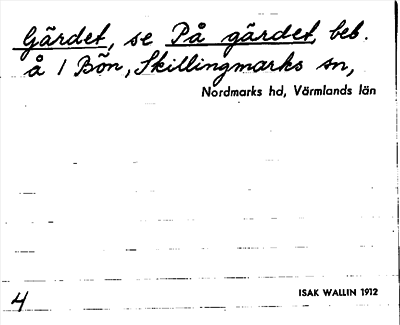 Gärdet, se På gärdet, beb.
å 1 Bön, Skillingmarks sn,
Nordmarks hd, Värmlands län
4
ISAK WALLIN 1912